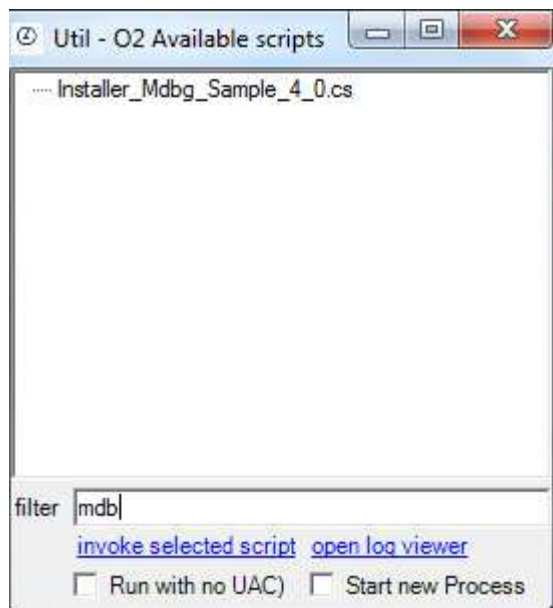 Util - O2 Available scripts
Installer_Mdbg_Sample_4_0.cs
filter mdb
invoke selected script open log viewer
Run with no UAC) Start new Process